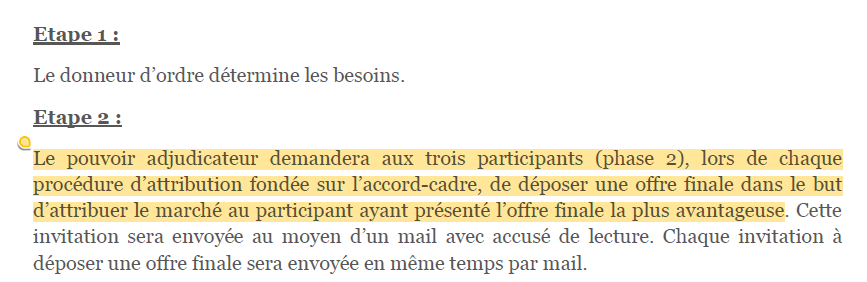 Etape 1 :
Le donneur d’ordre détermine les besoins.
Etape 2 :
Le pouvoir adjudicateur demandera aux trois participants (phase 2), lors de chaque
procédure d’attribution fondée sur l’accord-cadre, de déposer une offre finale dans le but
d’attribuer le marché au participant ayant présenté l’offre finale la plus avantageuse. Cette
invitation sera envoyée au moyen d’un mail avec accusé de lecture. Chaque invitation à
déposer une offre finale sera envoyée en même temps par mail.